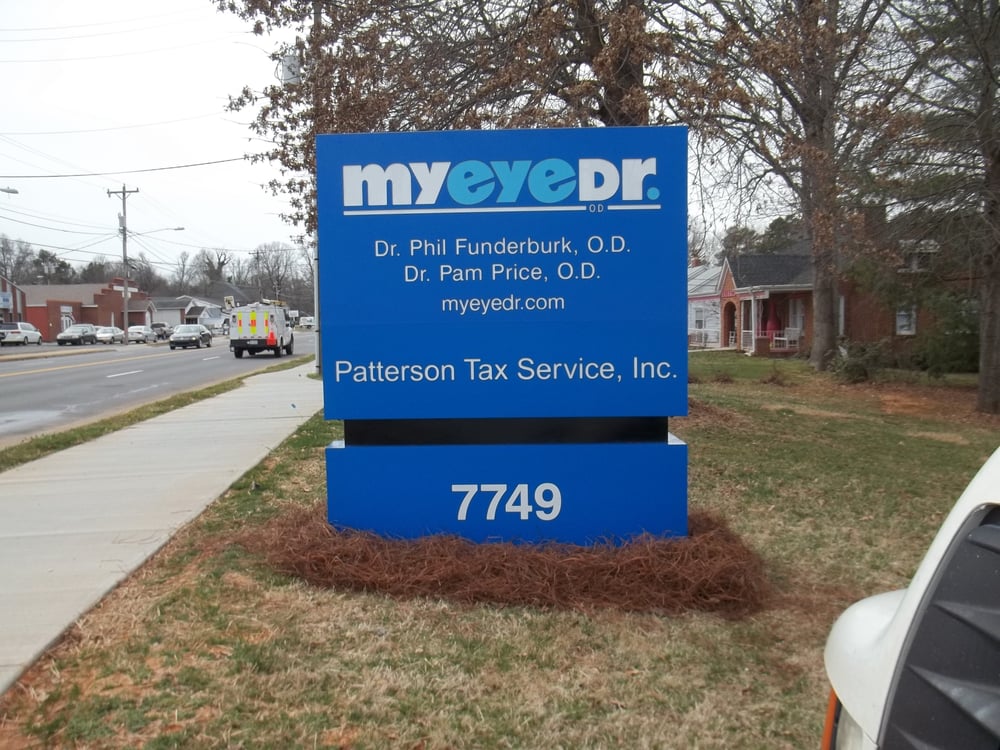 myeyeDr.
O.D.
Dr. Phil Funderburk, O.D.
Dr. Pam Price, O.D.
myeyedr.com
Patterson Tax Service, Inc.
7749